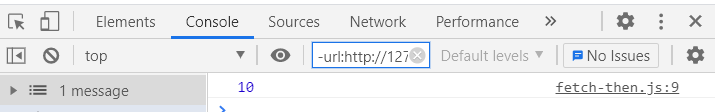 Elements Console Sources Network Performance »
top -url:http://127 Default levels No Issues
1 message 10 fetch-then.js:9